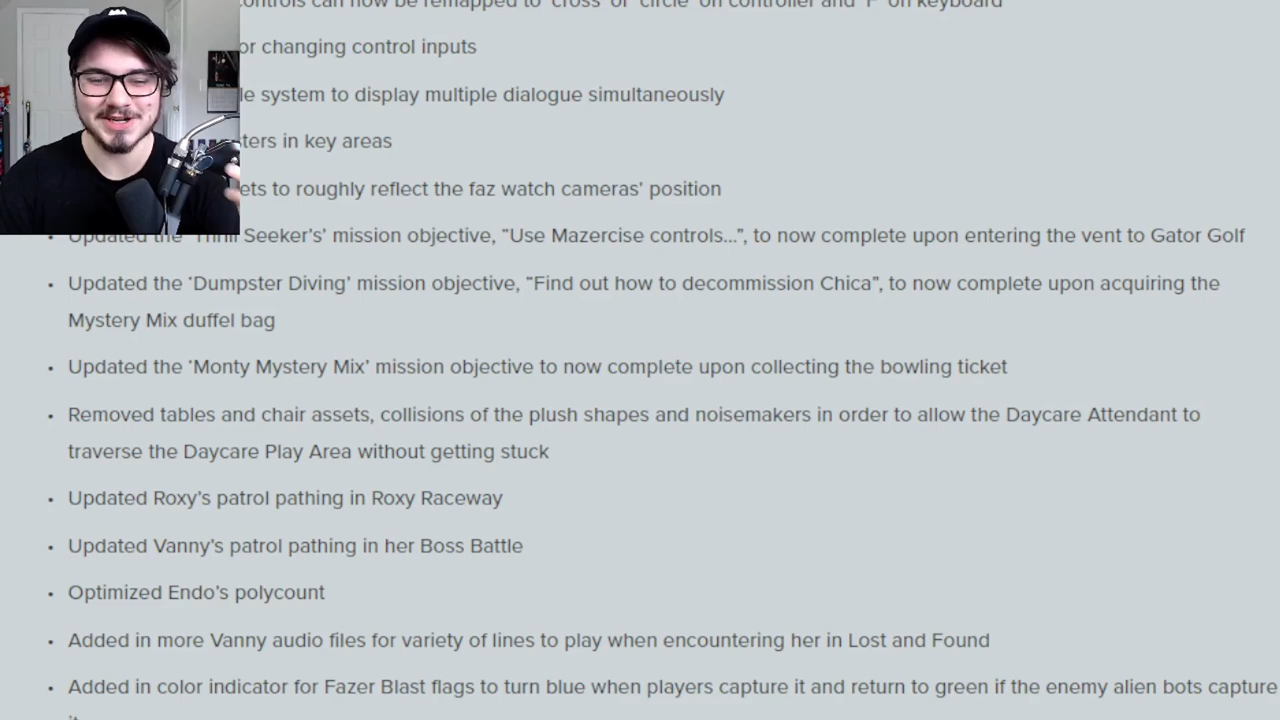 controls can now be remapped to ‘cross’ or ‘circle’ on controller and ‘F’ on keyboard
or changing control inputs
le system to display multiple dialogue simultaneously
ters in key areas
ets to roughly reflect the faz watch cameras’ position
• Updated the ‘Thrill Seeker’s’ mission objective, “Use Mazercise controls...”, to now complete upon entering the vent to Gator Golf
• Updated the ‘Dumpster Diving’ mission objective, “Find out how to decommission Chica”, to now complete upon acquiring the
Mystery Mix duffel bag
• Updated the ‘Monty Mystery Mix’ mission objective to now complete upon collecting the bowling ticket
• Removed tables and chair assets, collisions of the plush shapes and noisemakers in order to allow the Daycare Attendant to
traverse the Daycare Play Area without getting stuck
• Updated Roxy’s patrol pathing in Roxy Raceway
• Updated Vanny’s patrol pathing in her Boss Battle
• Optimized Endo’s polycount
• Added in more Vanny audio files for variety of lines to play when encountering her in Lost and Found
• Added in color indicator for Fazer Blast flags to turn blue when players capture it and return to green if the enemy alien bots capture
it